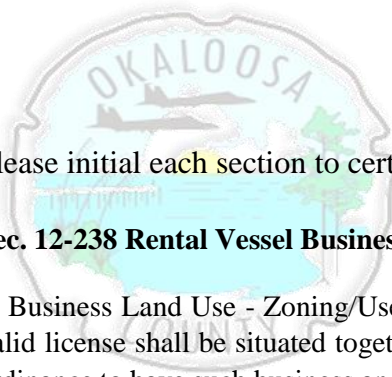 OKALOOSA
lease initial each section to cert
ec. 12-238 Rental Vessel Busines
Business Land Use - Zoning/Use
alid license shall be situated toget
COUNTY